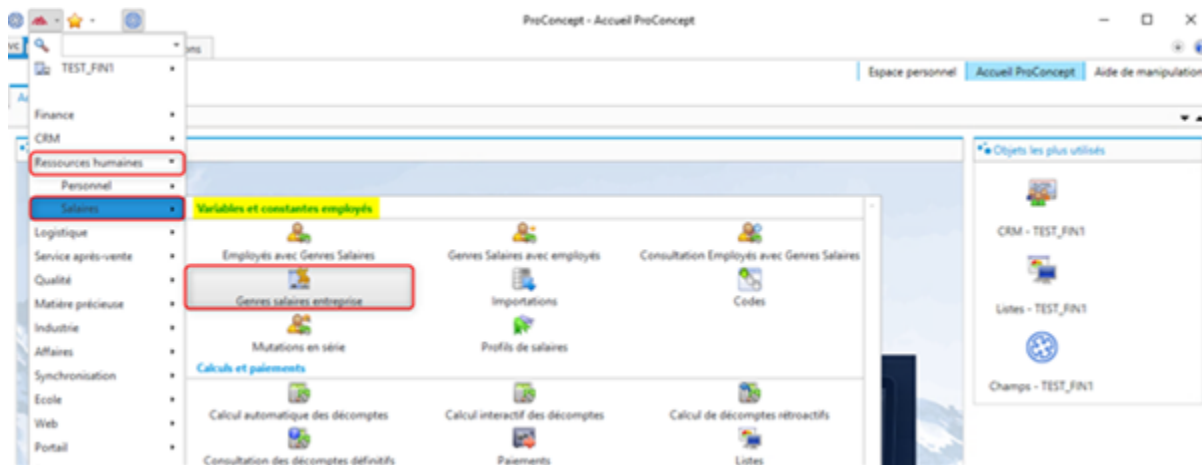 ProConcept - Accueil ProConcept
TEST_FIN1
Espace personnel
Accueil ProConcept
Aide de manipulation
Finance
CRM
Ressources humaines
Personnel
Salaires
Logistique
Service après-vente
Qualité
Matière précieuse
Industrie
Affaires
Synchronisation
Ecole
Web
Portail
Variables et constantes employés
Employés avec Genres Salaires
Genres Salaires avec employés
Consultation Employés avec Genres Salaires
Genres salaires entreprise
Importations
Codes
Mutations en série
Profils de salaires
Calculs et paiements
Calcul automatique des décomptes
Calcul interactif des décomptes
Calcul de décomptes rétroactifs
Consultation des décomptes définitifs
Paiements
Listes
Objets les plus utilisés
CRM - TEST_FIN1
Listes - TEST_FIN1
Champs - TEST_FIN1